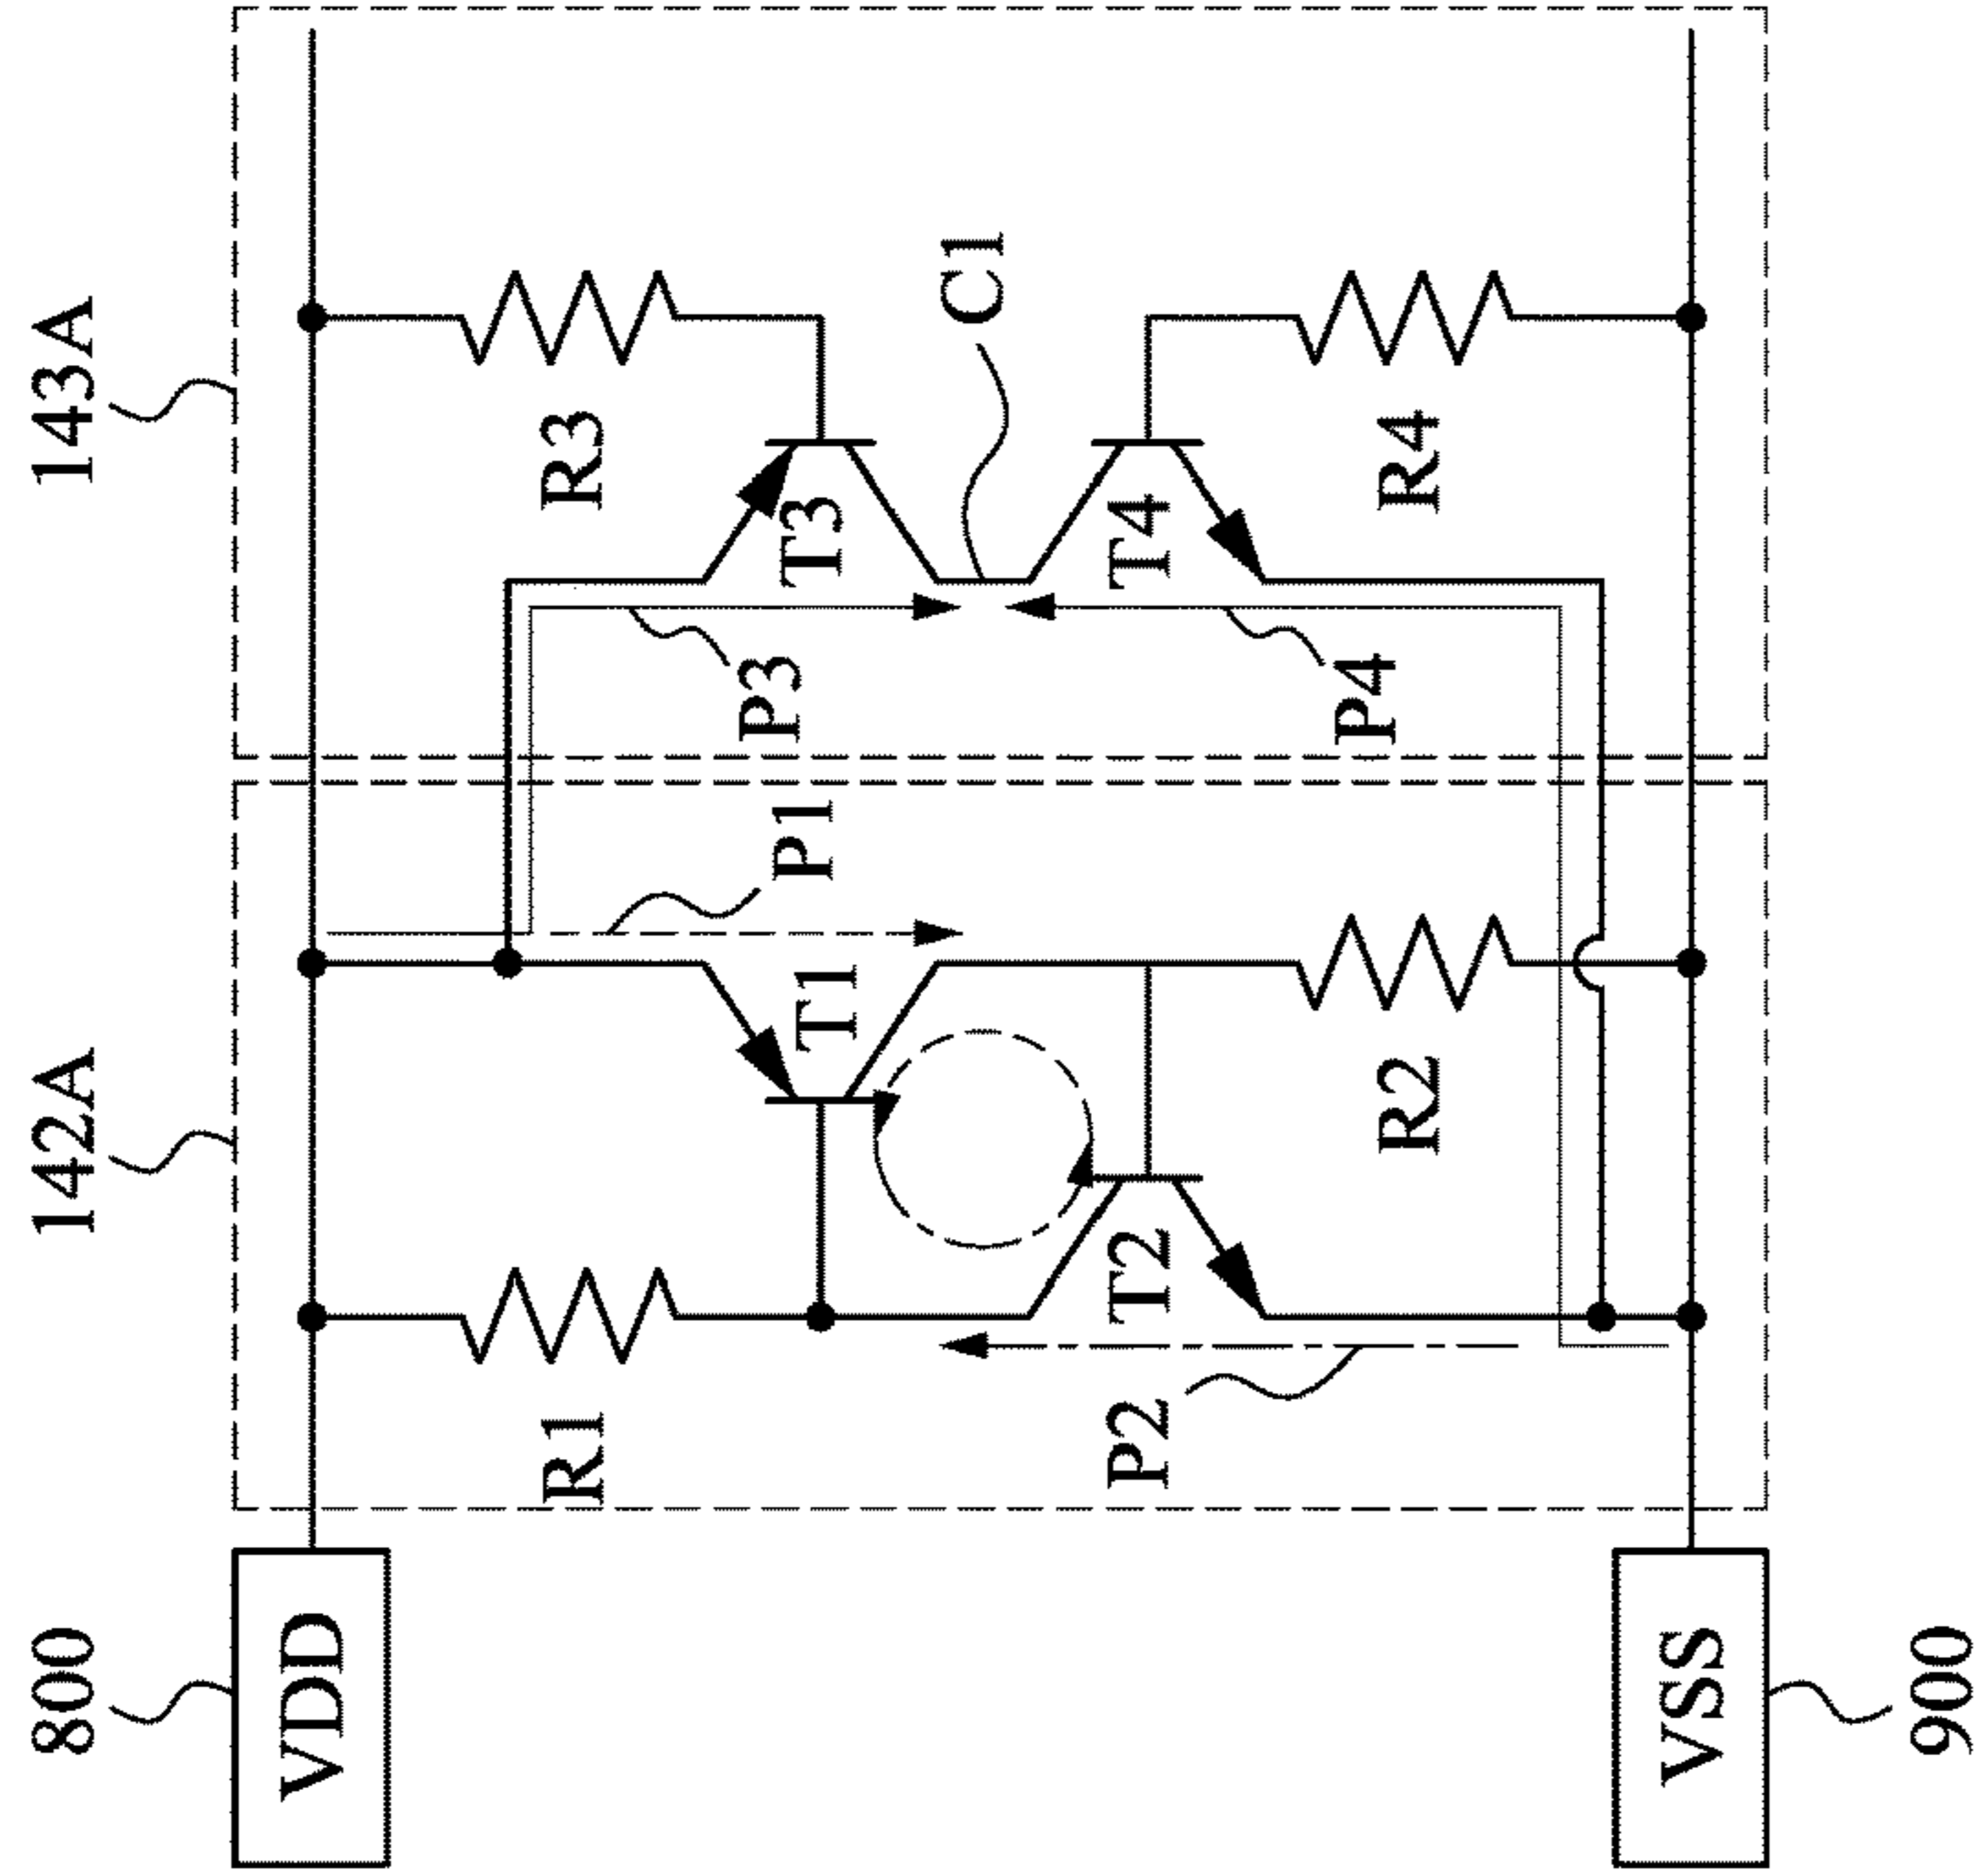 800
142A
143A
VDD
R1
T1
P1
R3
T3
P3
C1
P2
T2
R2
T4
P4
R4
VSS
900